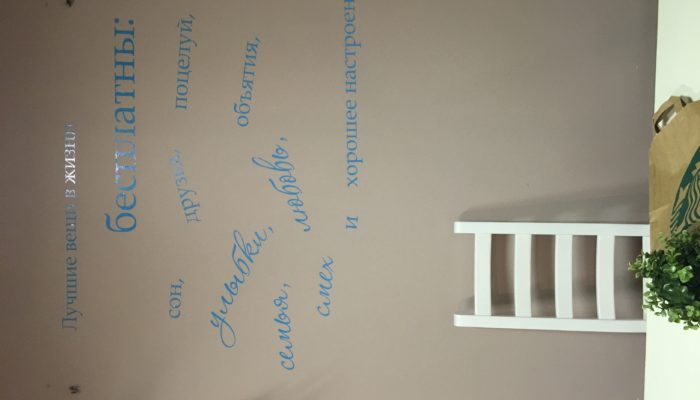 Лучшие вещи в жизни
бесплатны:
сон, друзья, поцелуй,
улыбки, объятия,
семья, любовь,
смех
и хорошее настроен